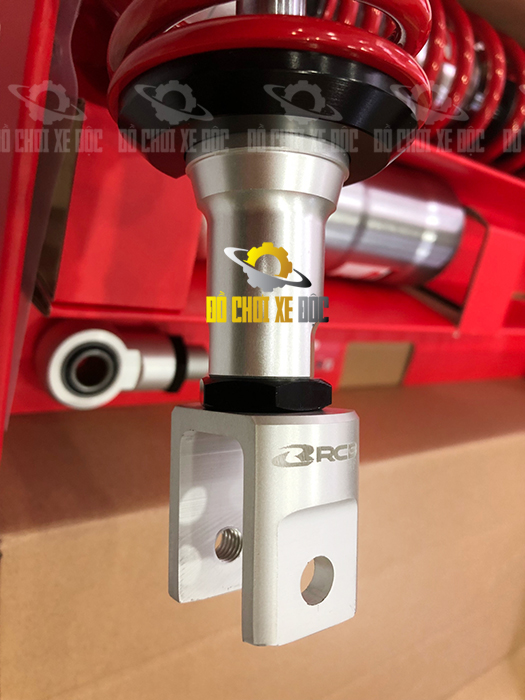 ĐỒ CHƠI XE ĐỘC ĐỒ CHƠI XE ĐỘC ĐỒ CHƠI XE ĐỘC ĐỒ CHƠI XE ĐỘC
ĐỒ CHƠI XE ĐỘC
RCB